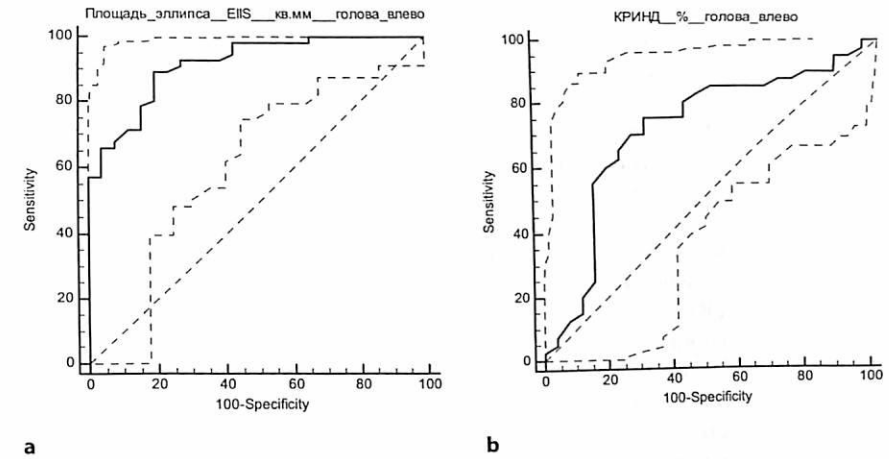 Площадь_эллипса__EllS___кв.мм___голова_влево
100
80
60
40
20
0
Sensitivity
0 20 40 60 80 100
100-Specificity
a
КРИНД__%__голова_влево
100
80
60
40
20
0
Sensitivity
0 20 40 60 80 100
100-Specificity
b